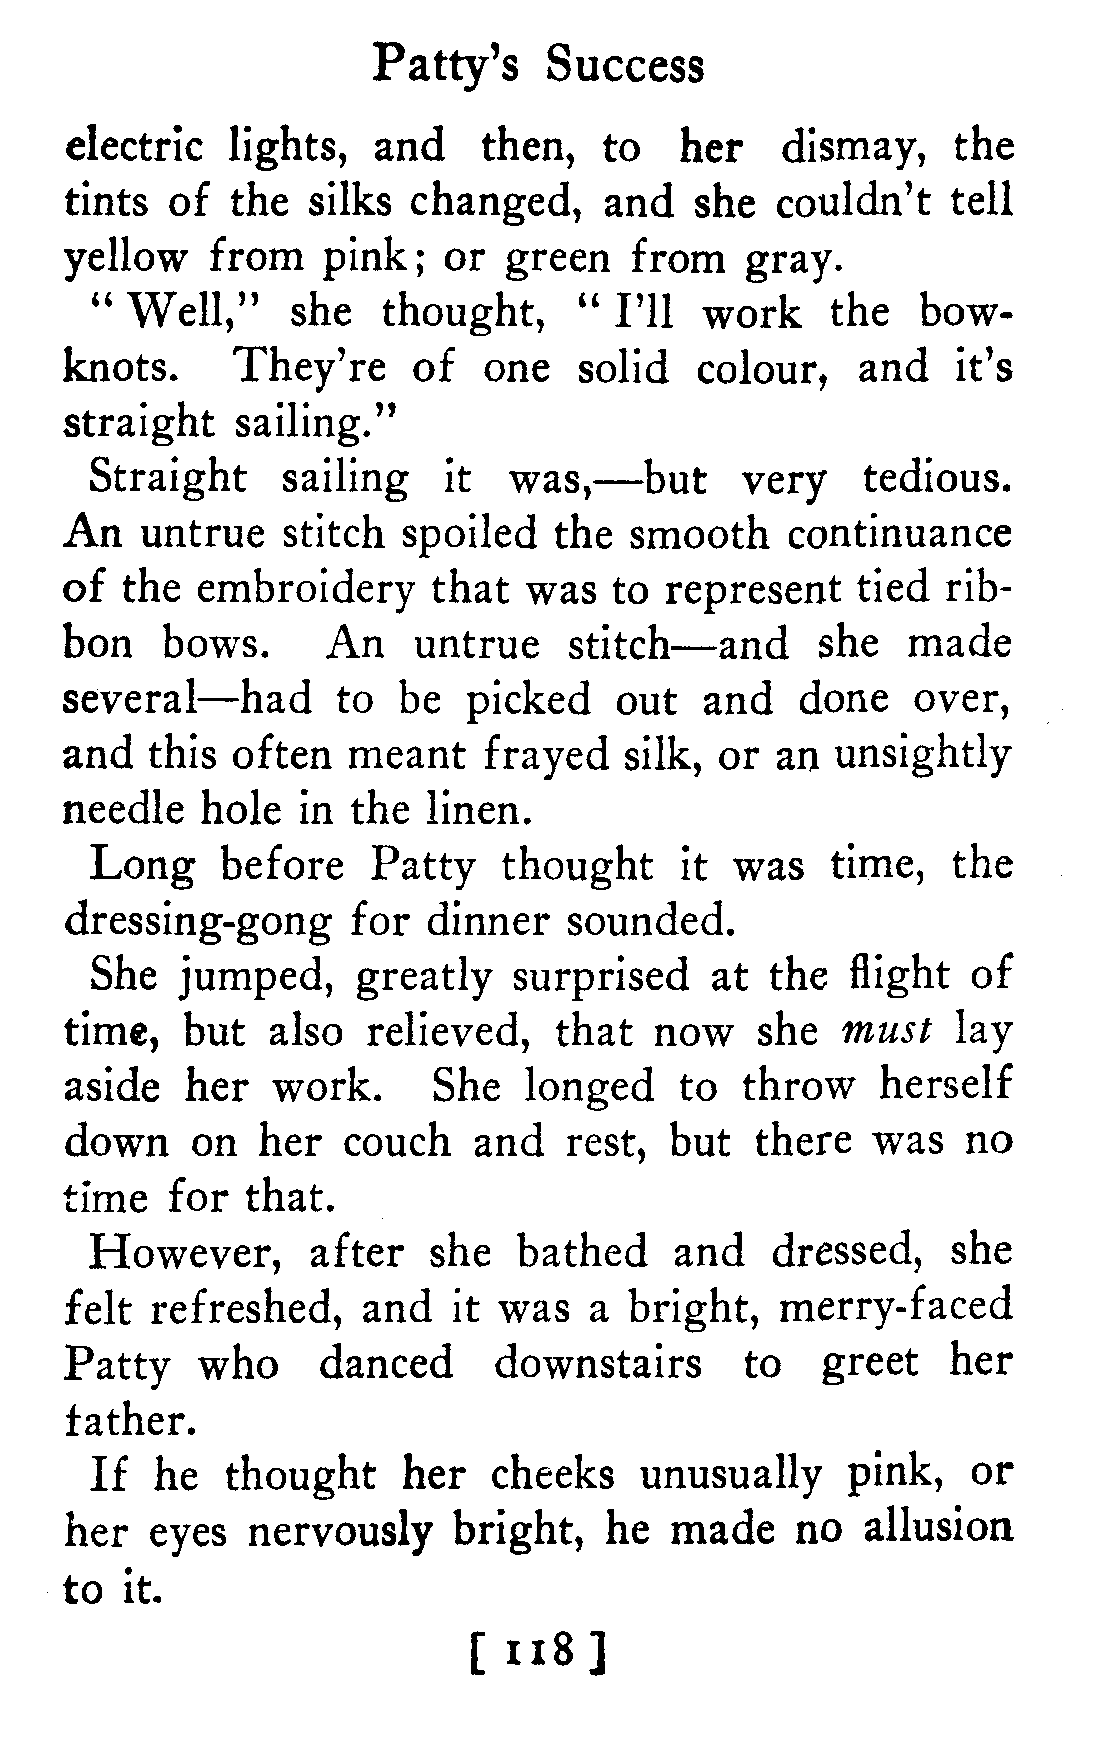 Patty's Success
electric lights, and then, to her dismay, the
tints of the silks changed, and she couldn't tell
yellow from pink; or green from gray.
"Well," she thought, "I'll work the bow-
knots. They're of one solid colour, and it's
straight sailing."
Straight sailing it was,—but very tedious.
An untrue stitch spoiled the smooth continuance
of the embroidery that was to represent tied rib-
bon bows. An untrue stitch—and she made
several—had to be picked out and done over,
and this often meant frayed silk, or an unsightly
needle hole in the linen.
Long before Patty thought it was time, the
dressing-gong for dinner sounded.
She jumped, greatly surprised at the flight of
time, but also relieved, that now she must lay
aside her work. She longed to throw herself
down on her couch and rest, but there was no
time for that.
However, after she bathed and dressed, she
felt refreshed, and it was a bright, merry-faced
Patty who danced downstairs to greet her
father.
If he thought her cheeks unusually pink, or
her eyes nervously bright, he made no allusion
to it.
[ 118 ]